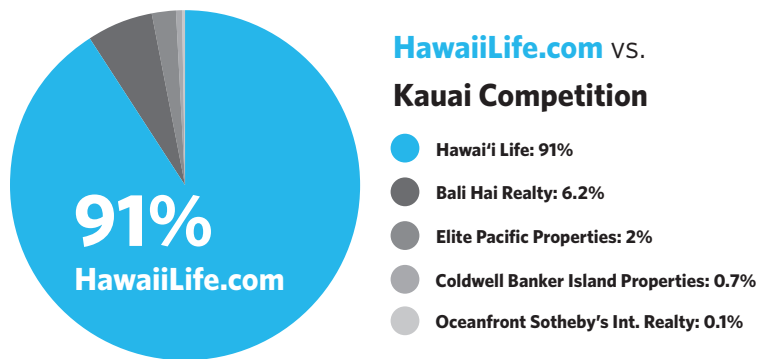 HawaiiLife.com vs.
Kauai Competition
Hawai‘i Life: 91%
Bali Hai Realty: 6.2%
Elite Pacific Properties: 2%
Coldwell Banker Island Properties: 0.7%
Oceanfront Sotheby's Int. Realty: 0.1%
91%
HawaiiLife.com